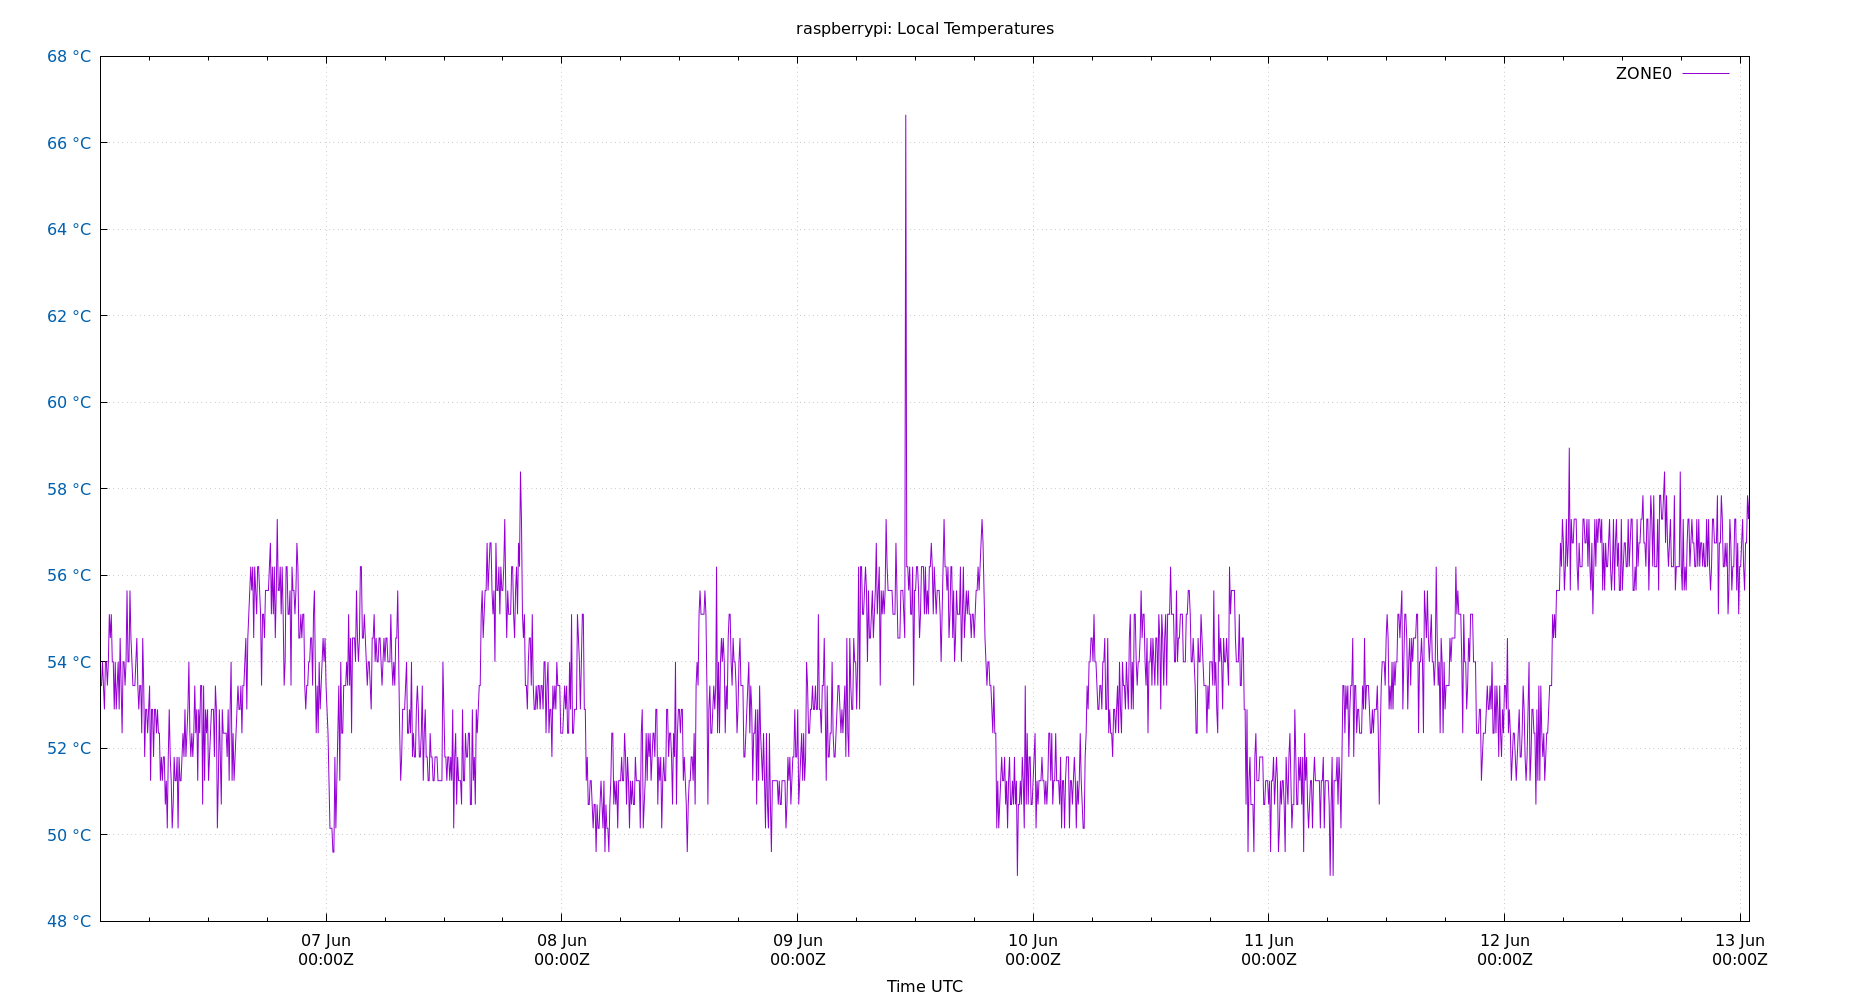 raspberrypi: Local Temperatures
68 °C
ZONE0
66 °C
64 °C
62 °C
60 °C
58 °C
56 °C
54 °C
52 °C
50 °C
48 °C
07 Jun 08 Jun 09 Jun 10 Jun 11 Jun 12 Jun 13 Jun
00:00Z 00:00Z 00:00Z 00:00Z 00:00Z 00:00Z 00:00Z
Time UTC